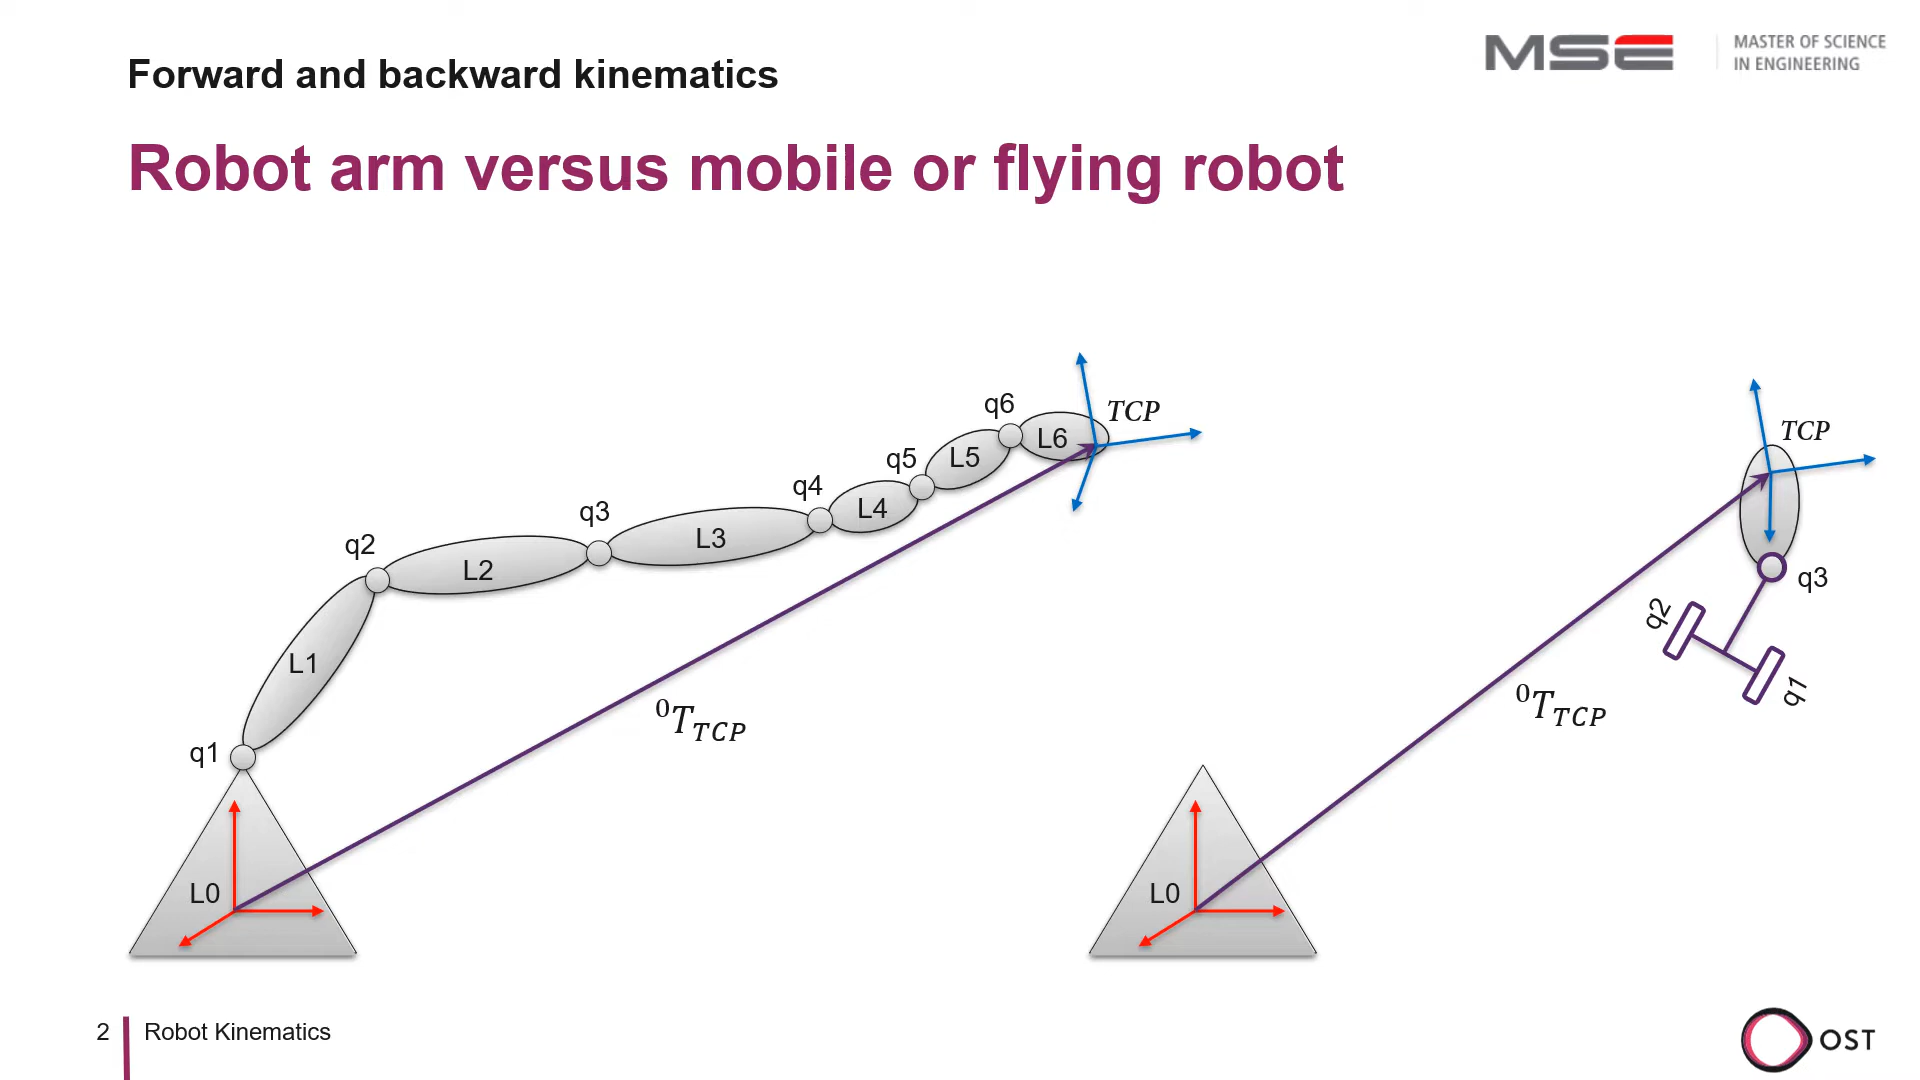 MSE
MASTER OF SCIENCE
IN ENGINEERING
Forward and backward kinematics
Robot arm versus mobile or flying robot
q1
q2
q3
q4
q5
q6
L0
L1
L2
L3
L4
L5
L6
TCP
⁰T_TCP
TCP
q3
q2
q1
⁰T_TCP
L0
2
Robot Kinematics
OST